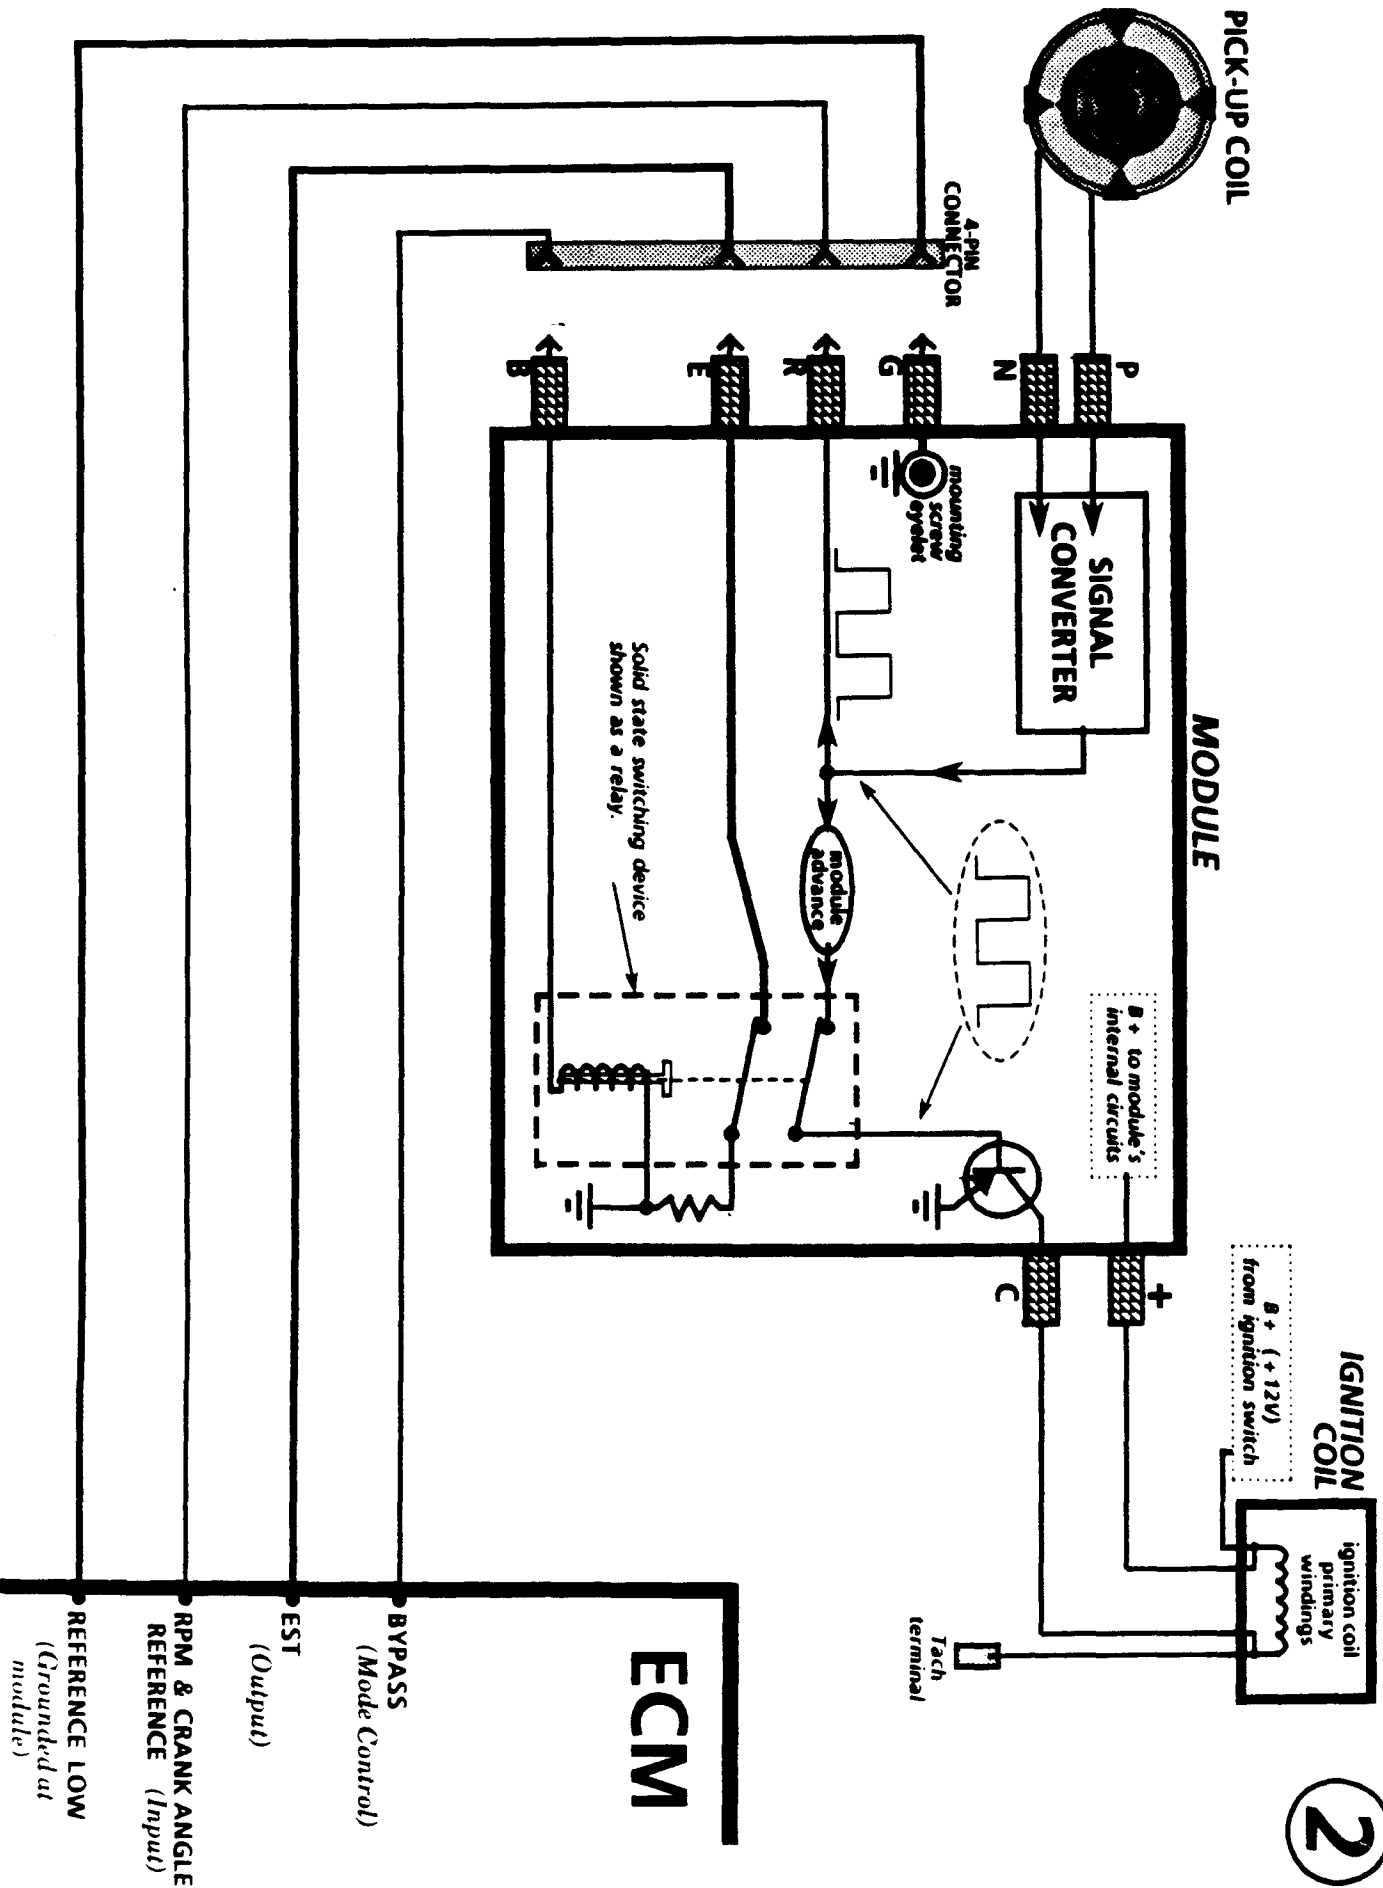 2
PICK-UP COIL
4-PIN
CONNECTOR
P
N
G
R
E
B
MODULE
SIGNAL
CONVERTER
mounting
screw
eyelet
module
advance
Solid state switching device
shown as a relay.
B + to module's
internal circuits
+
C
B + (+12V)
from ignition switch
IGNITION
COIL
ignition coil
primary
windings
Tach
terminal
ECM
BYPASS
(Mode Control)
EST
(Output)
RPM & CRANK ANGLE
REFERENCE (Input)
REFERENCE LOW
(Grounded at
module)